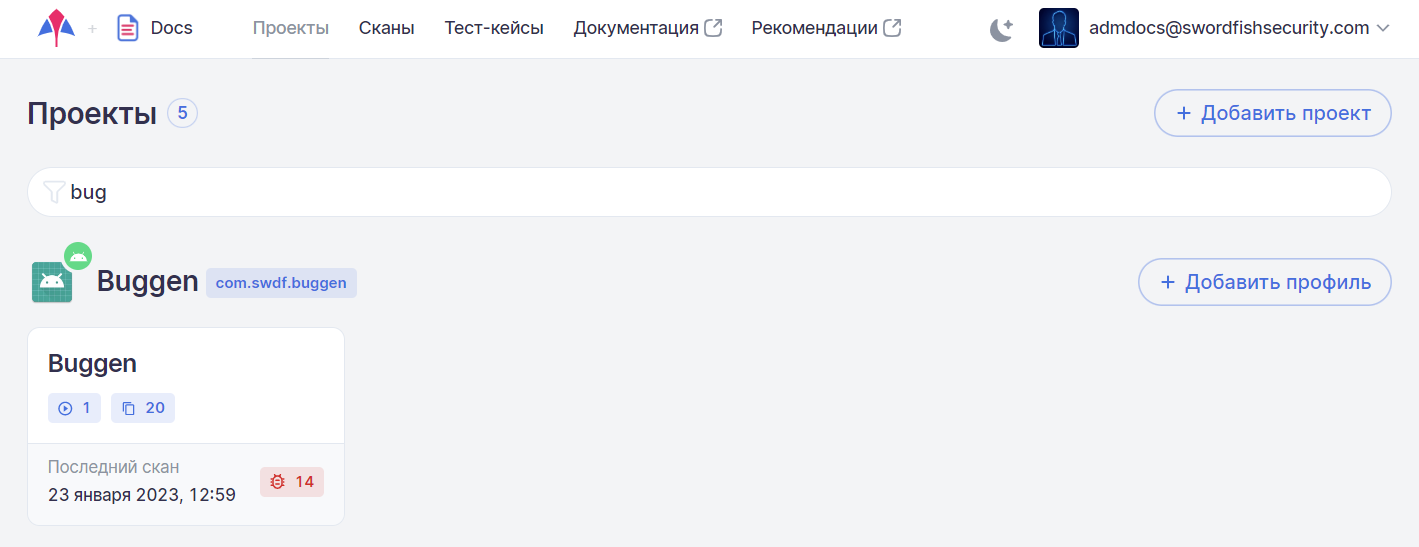 + Docs Проекты Сканы Тест-кейсы Документация Рекомендации admdocs@swordfishsecurity.com
Проекты 5 + Добавить проект
bug
Buggen com.swdf.buggen + Добавить профиль
Buggen
1 20
Последний скан
23 января 2023, 12:59
14